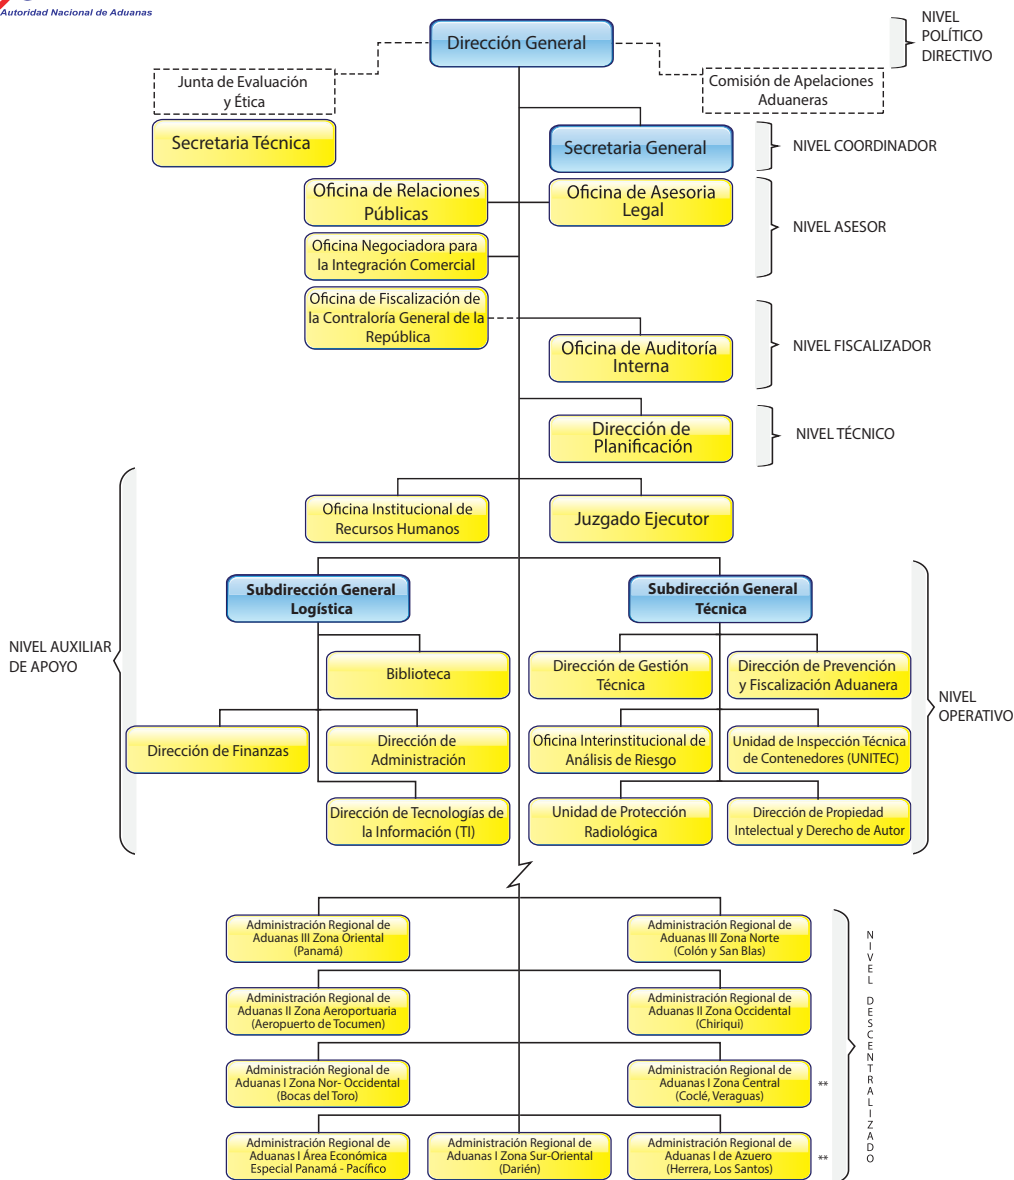 Autoridad Nacional de Aduanas
Dirección General
NIVEL
POLÍTICO
DIRECTIVO
Junta de Evaluación
y Ética
Comisión de Apelaciones
Aduaneras
Secretaria Técnica
Secretaria General
NIVEL COORDINADOR
Oficina de Relaciones
Públicas
Oficina de Asesoria
Legal
NIVEL ASESOR
Oficina Negociadora para
la Integración Comercial
Oficina de Fiscalización de
la Contraloría General de la
República
Oficina de Auditoría
Interna
NIVEL FISCALIZADOR
Dirección de
Planificación
NIVEL TÉCNICO
Oficina Institucional de
Recursos Humanos
Juzgado Ejecutor
Subdirección General
Logística
Subdirección General
Técnica
NIVEL AUXILIAR
DE APOYO
Biblioteca
Dirección de Gestión
Técnica
Dirección de Prevención
y Fiscalización Aduanera
NIVEL
OPERATIVO
Dirección de Finanzas
Dirección de
Administración
Oficina Interinstitucional de
Análisis de Riesgo
Unidad de Inspección Técnica
de Contenedores (UNITEC)
Dirección de Tecnologías de
la Información (TI)
Unidad de Protección
Radiológica
Dirección de Propiedad
Intelectual y Derecho de Autor
Administración Regional de
Aduanas III Zona Oriental
(Panamá)
Administración Regional de
Aduanas III Zona Norte
(Colón y San Blas)
NIVEL DESCENTRALIZADO
Administración Regional de
Aduanas II Zona Aeroportuaria
(Aeropuerto de Tocumen)
Administración Regional de
Aduanas II Zona Occidental
(Chiriqui)
Administración Regional de
Aduanas I Zona Nor- Occidental
(Bocas del Toro)
Administración Regional de
Aduanas I Zona Central
(Coclé, Veraguas)
**
Administración Regional de
Aduanas I Área Económica
Especial Panamá - Pacífico
Administración Regional de
Aduanas I Zona Sur-Oriental
(Darién)
Administración Regional de
Aduanas I de Azuero
(Herrera, Los Santos)
**